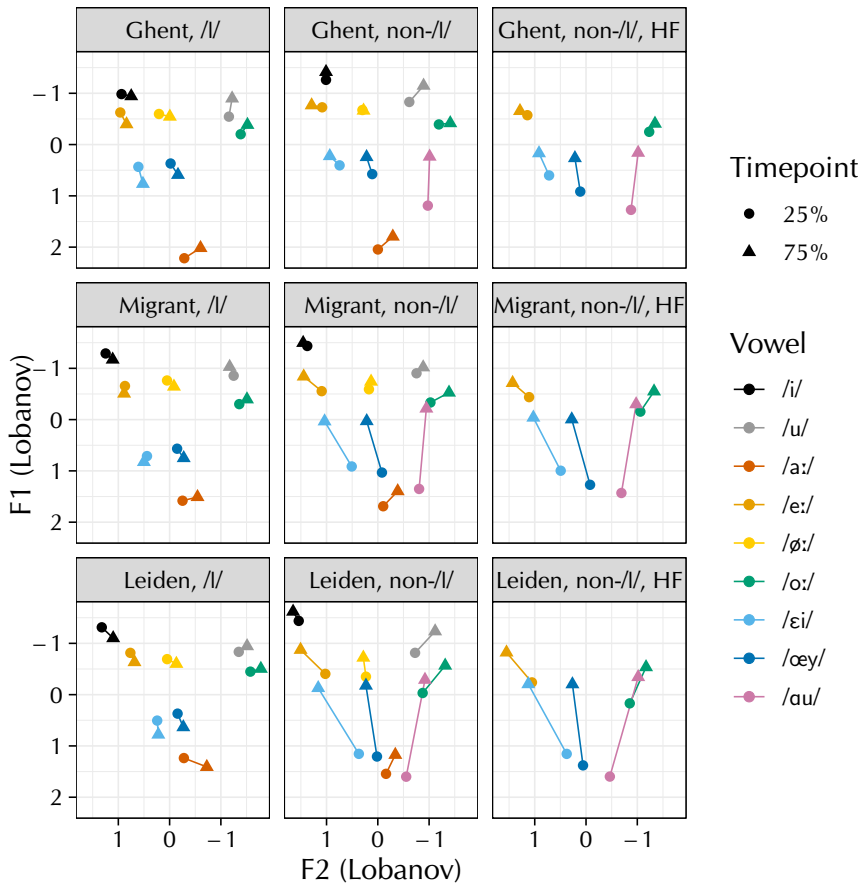 Ghent, /l/
Ghent, non-/l/
Ghent, non-/l/, HF
−1
0
1
2
Migrant, /l/
Migrant, non-/l/
Migrant, non-/l/, HF
−1
0
1
2
Leiden, /l/
Leiden, non-/l/
Leiden, non-/l/, HF
−1
0
1
2
1 0 −1
1 0 −1
1 0 −1
F2 (Lobanov)
F1 (Lobanov)
Timepoint
25%
75%
Vowel
/i/
/u/
/aː/
/eː/
/øː/
/oː/
/ɛi/
/œy/
/ɑu/